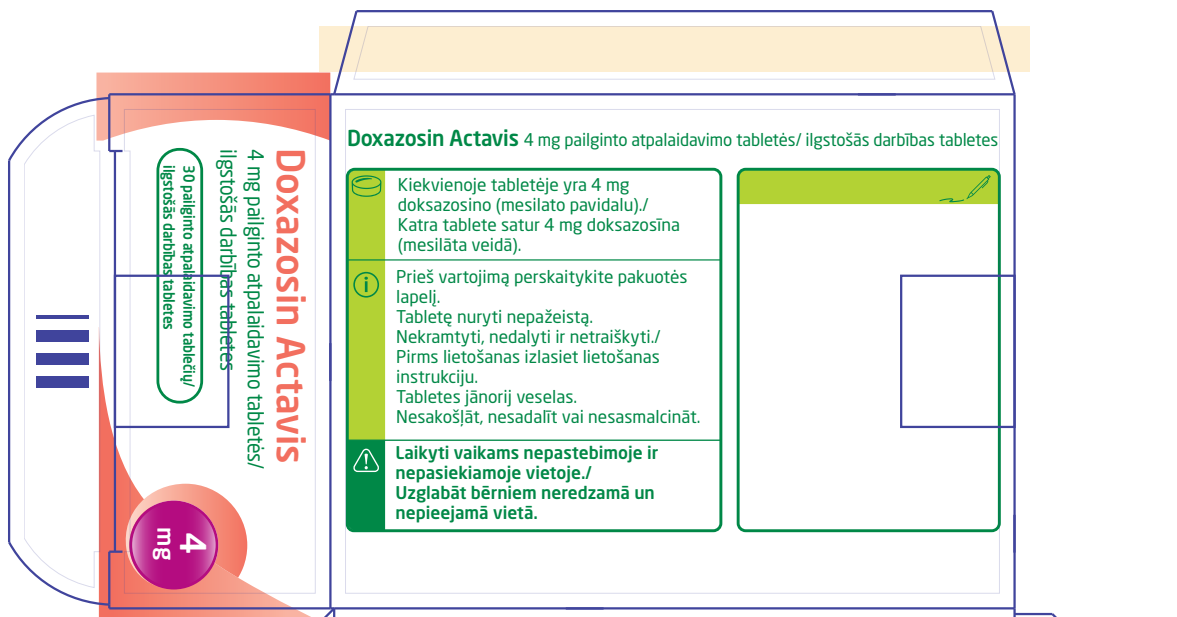 Doxazosin Actavis
4 mg pailginto atpalaidavimo tabletės/
ilgstošās darbības tabletes
30 pailginto atpalaidavimo tablečių/
ilgstošās darbības tabletes
4
mg
Doxazosin Actavis 4 mg pailginto atpalaidavimo tabletės/ ilgstošās darbības tabletes
Kiekvienoje tabletėje yra 4 mg
doksazosino (mesilato pavidalu)./
Katra tablete satur 4 mg doksazosīna
(mesilāta veidā).
Prieš vartojimą perskaitykite pakuotės
lapelį.
Tabletę nuryti nepažeistą.
Nekramtyti, nedalyti ir netraiškyti./
Pirms lietošanas izlasiet lietošanas
instrukciju.
Tabletes jānorij veselas.
Nesakošļāt, nesadalīt vai nesasmalcināt.
Laikyti vaikams nepastebimoje ir
nepasiekiamoje vietoje./
Uzglabāt bērniem neredzamā un
nepieejamā vietā.